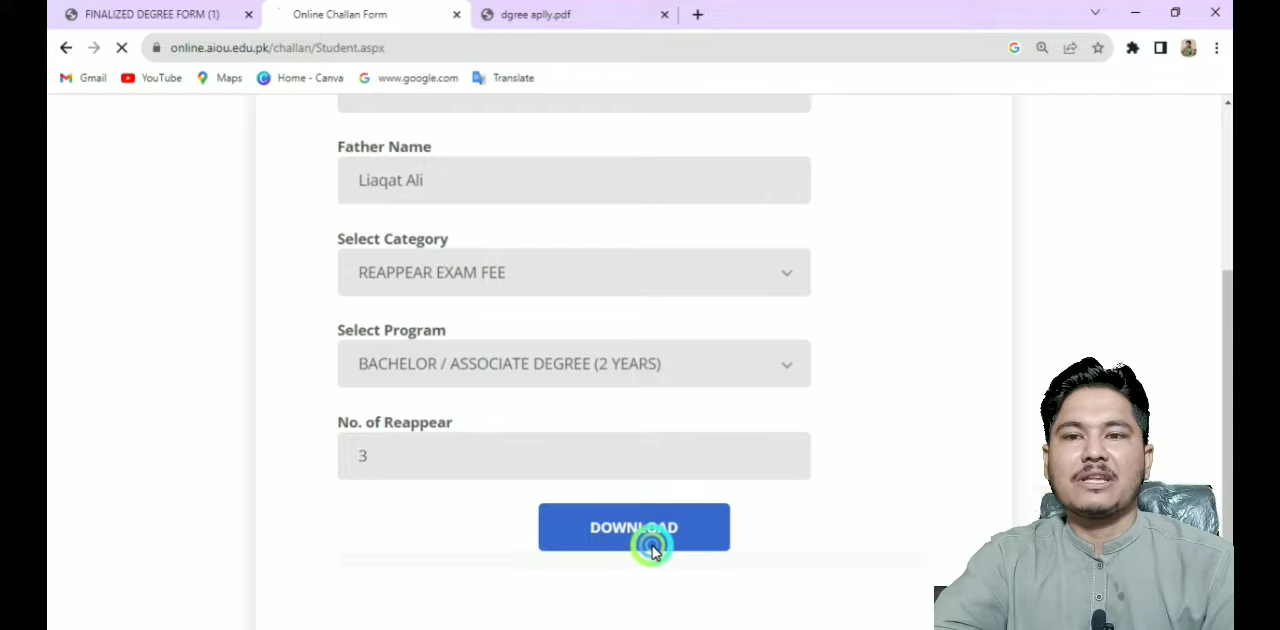 FINALIZED DEGREE FORM (1)
Online Challan Form
dgree aplly.pdf
online.aiou.edu.pk/challan/Student.aspx
Gmail
YouTube
Maps
Home - Canva
www.google.com
Translate
Father Name
Liaqat Ali
Select Category
REAPPEAR EXAM FEE
Select Program
BACHELOR / ASSOCIATE DEGREE (2 YEARS)
No. of Reappear
3
DOWNLOAD